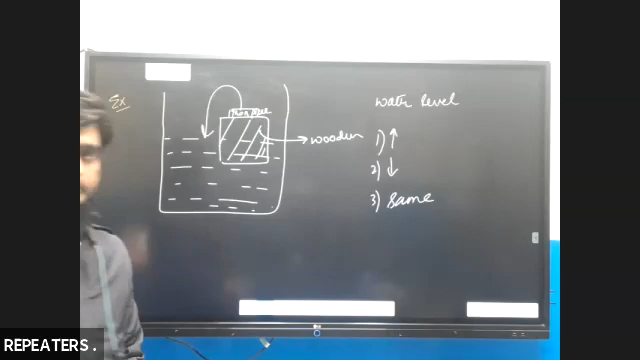 Ex
wooden
water level
1) ↑
2) ↓
3) Same
REPEATERS.